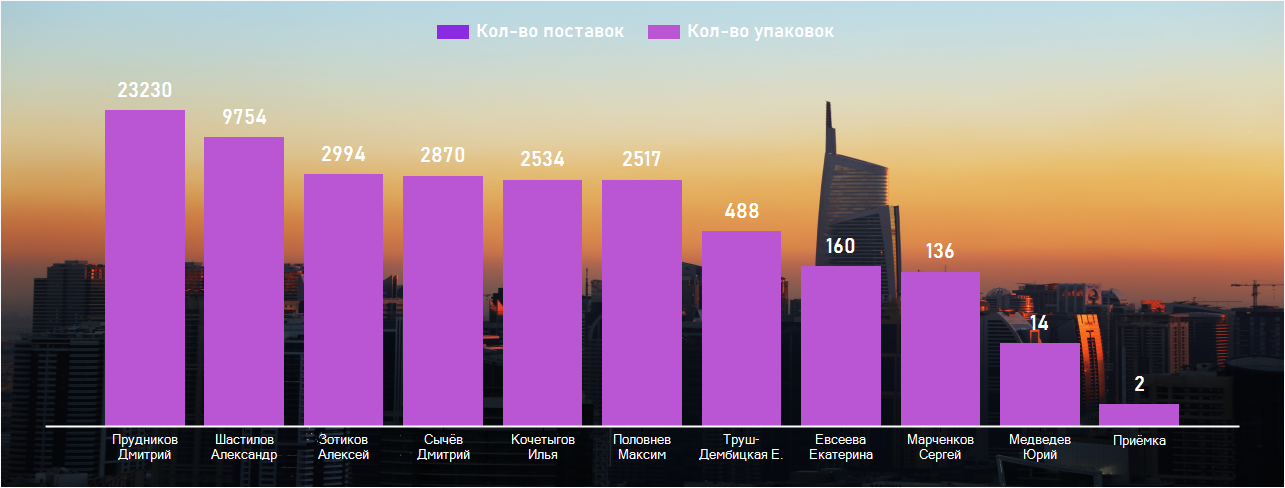 Кол-во поставок Кол-во упаковок
23230
9754
2994
2870
2534
2517
488
160
136
14
2
Прудников
Дмитрий
Шастилов
Александр
Зотиков
Алексей
Сычёв
Дмитрий
Кочетыгов
Илья
Половнев
Максим
Труш-
Дембицкая Е.
Евсеева
Екатерина
Марченков
Сергей
Медведев
Юрий
Приёмка